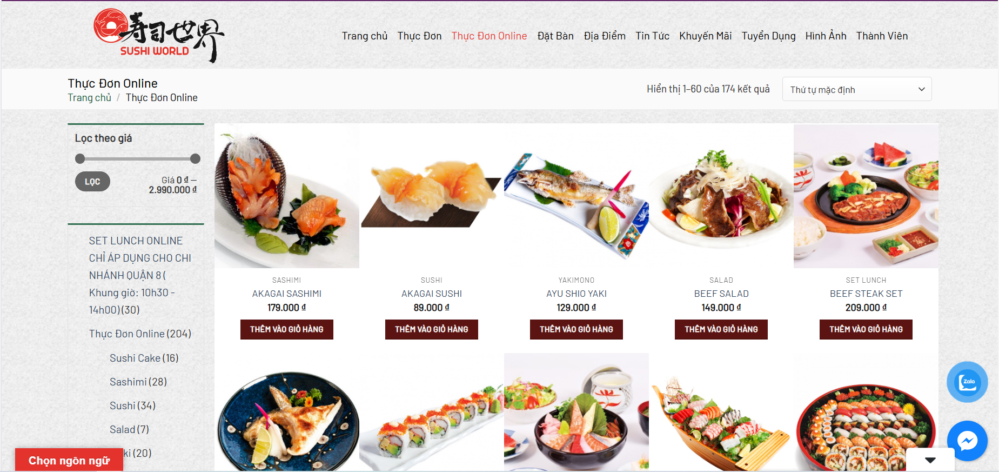 寿司世界
SUSHI WORLD
Trang chủ Thực Đơn Thực Đơn Online Đặt Bàn Địa Điểm Tin Tức Khuyến Mãi Tuyển Dụng Hình Ảnh Thành Viên
Thực Đơn Online
Trang chủ / Thực Đơn Online
Hiển thị 1–60 của 174 kết quả
Thứ tự mặc định
Lọc theo giá
LỌC
Giá 0 ₫ —
2.990.000 ₫
SET LUNCH ONLINE
CHỈ ÁP DỤNG CHO CHI
NHÁNH QUẬN 8 (
Khung giờ: 10h30 -
14h00) (30)
Thực Đơn Online (204)
Sushi Cake (16)
Sashimi (28)
Sushi (34)
Salad (7)
ki (20)
Chọn ngôn ngữ
SASHIMI
AKAGAI SASHIMI
179.000 ₫
THÊM VÀO GIỎ HÀNG
SUSHI
AKAGAI SUSHI
89.000 ₫
THÊM VÀO GIỎ HÀNG
YAKIMONO
AYU SHIO YAKI
129.000 ₫
THÊM VÀO GIỎ HÀNG
SALAD
BEEF SALAD
149.000 ₫
THÊM VÀO GIỎ HÀNG
SET LUNCH
BEEF STEAK SET
209.000 ₫
THÊM VÀO GIỎ HÀNG
Zalo